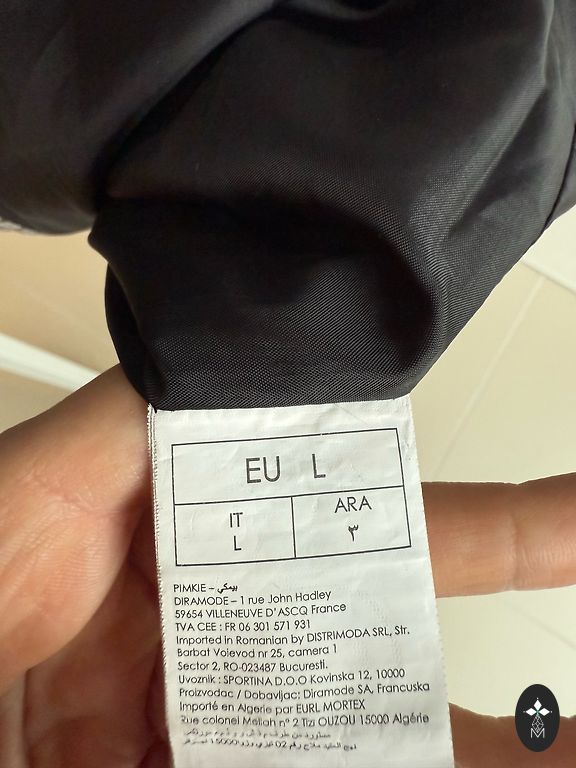 EU L
IT
L
ARA
٣
PIMKIE – بيمكي
DIRAMODE – 1 rue John Hadley
59654 VILLENEUVE D'ASCQ France
TVA CEE : FR 06 301 571 931
Imported in Romanian by DISTRIMODA SRL, Str.
Barbat Voievod nr 25, camera 1
Sector 2, RO-023487 Bucuresti.
Uvoznik : SPORTINA D.O.O Kovinska 12, 10000
Proizvodac / Dobavljac: Diramode SA, Francuska
Importé en Algerie par EURL MORTEX
Rue colonel Mellah n° 2 Tizi OUZOU 15000 Algérie
M